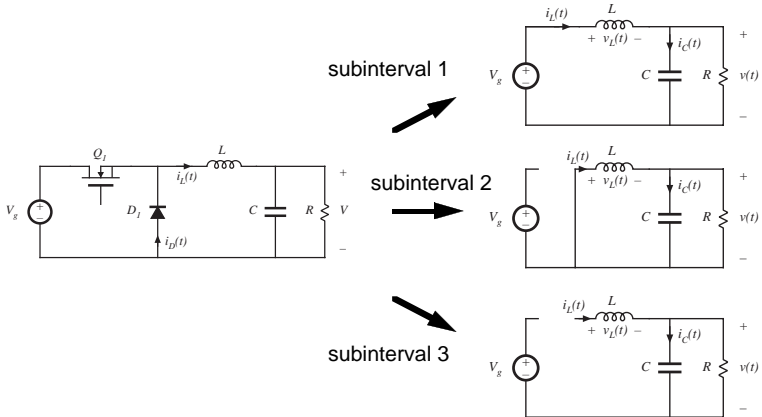 Q1
L
iL(t)
Vg
D1
iD(t)
C
R
+
V
–
subinterval 1
subinterval 2
subinterval 3
iL(t)
L
+ vL(t) –
iC(t)
Vg
C
R
+
v(t)
–
iL(t)
L
+ vL(t) –
iC(t)
Vg
C
R
+
v(t)
–
iL(t)
L
+ vL(t) –
iC(t)
Vg
C
R
+
v(t)
–